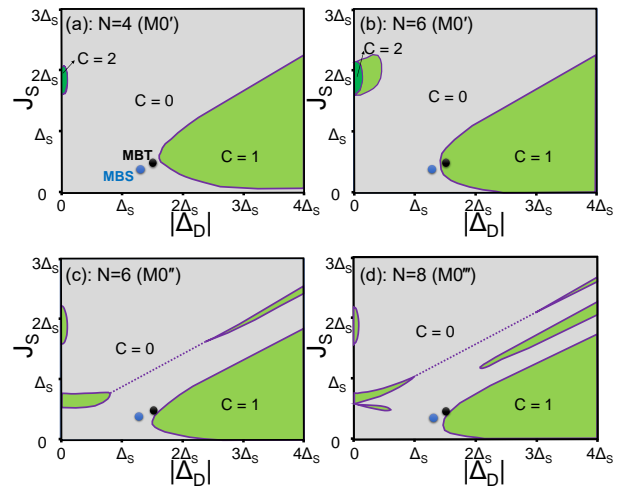 (a): N=4 (M0′)
3Δ_S
2Δ_S
Δ_S
0
J_S
C = 2
C = 0
MBT
MBS
C = 1
0 Δ_S 2Δ_S 3Δ_S 4Δ_S
|Δ_D|
(b): N=6 (M0′)
3Δ_S
2Δ_S
Δ_S
0
J_S
C = 2
C = 0
C = 1
0 Δ_S 2Δ_S 3Δ_S 4Δ_S
|Δ_D|
(c): N=6 (M0″)
3Δ_S
2Δ_S
Δ_S
0
J_S
C = 0
C = 1
0 Δ_S 2Δ_S 3Δ_S 4Δ_S
|Δ_D|
(d): N=8 (M0‴)
3Δ_S
2Δ_S
Δ_S
0
J_S
C = 0
C = 1
0 Δ_S 2Δ_S 3Δ_S 4Δ_S
|Δ_D|